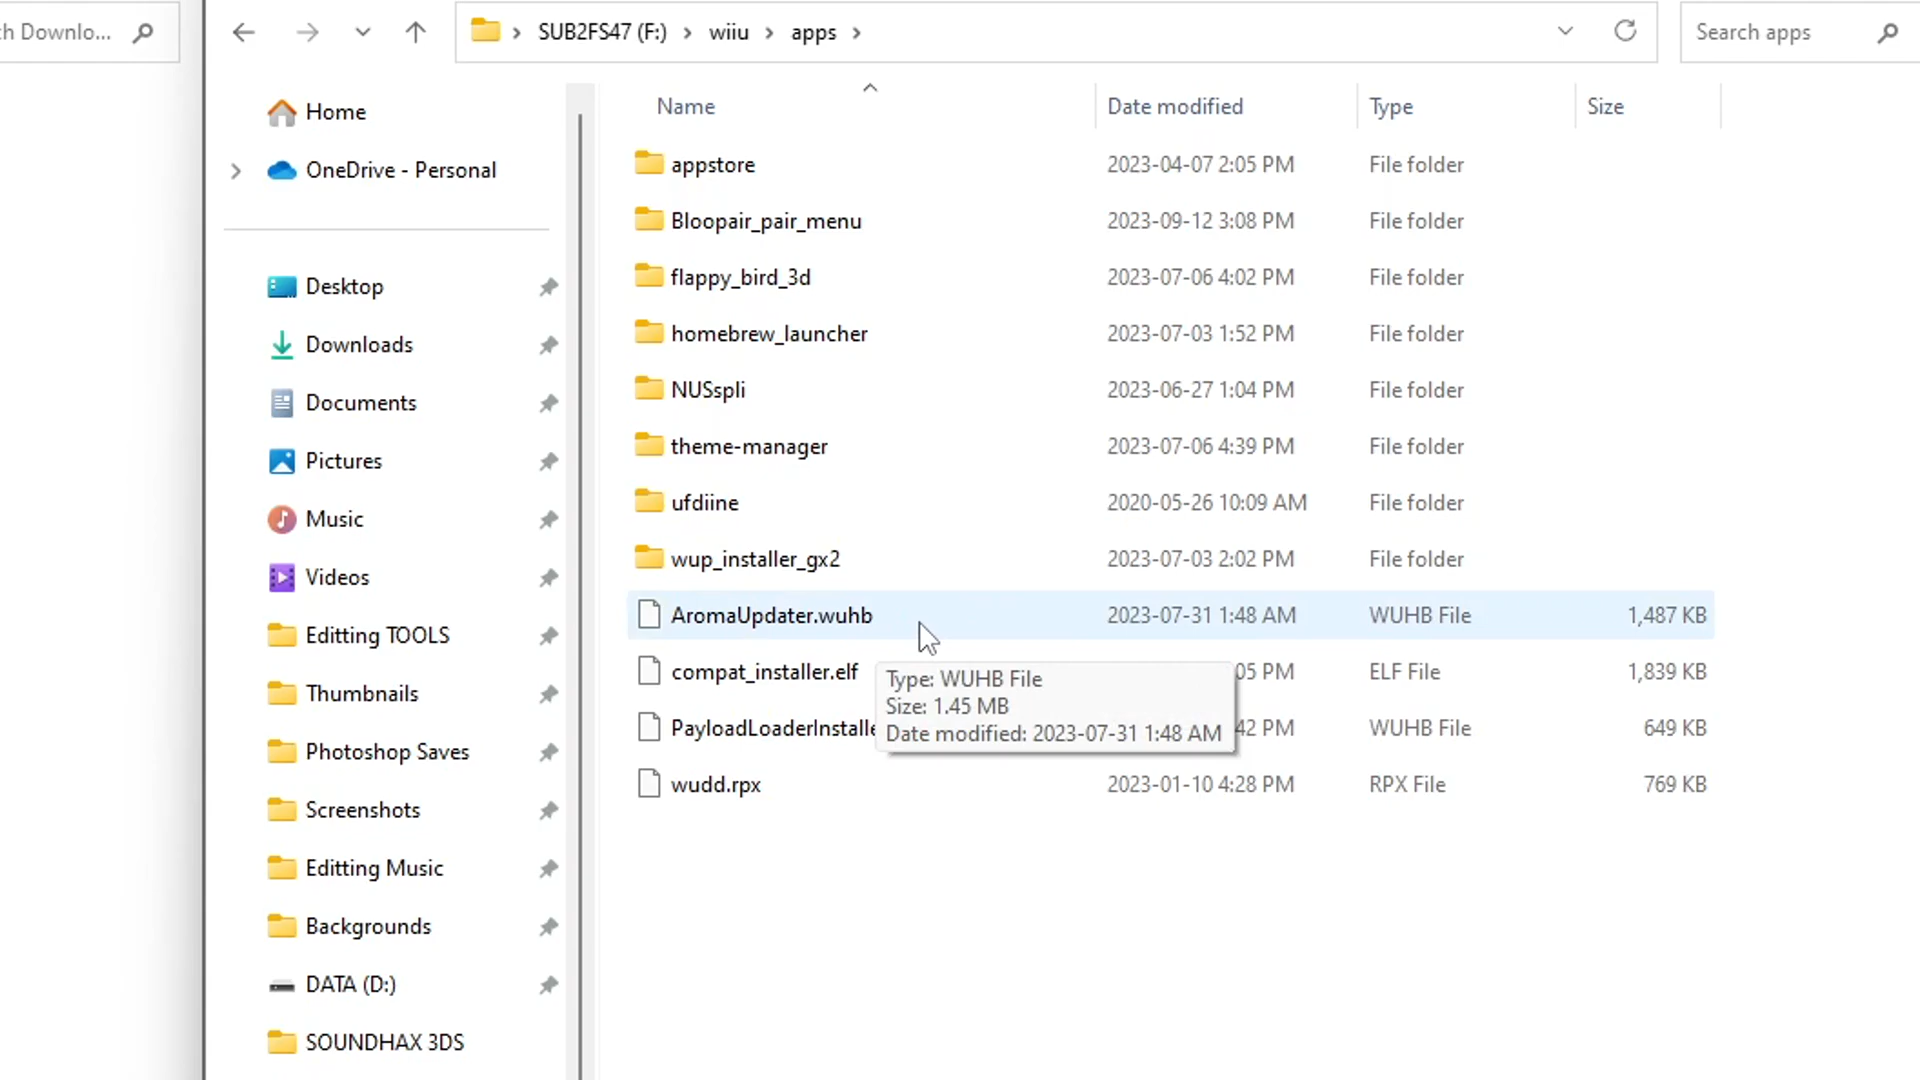 ch Downlo...
SUB2FS47 (F:) › wiiu › apps ›
Search apps
Name Date modified Type Size
Home
OneDrive - Personal
Desktop
Downloads
Documents
Pictures
Music
Videos
Editting TOOLS
Thumbnails
Photoshop Saves
Screenshots
Editting Music
Backgrounds
DATA (D:)
SOUNDHAX 3DS
appstore 2023-04-07 2:05 PM File folder
Bloopair_pair_menu 2023-09-12 3:08 PM File folder
flappy_bird_3d 2023-07-06 4:02 PM File folder
homebrew_launcher 2023-07-03 1:52 PM File folder
NUSspli 2023-06-27 1:04 PM File folder
theme-manager 2023-07-06 4:39 PM File folder
ufdiine 2020-05-26 10:09 AM File folder
wup_installer_gx2 2023-07-03 2:02 PM File folder
AromaUpdater.wuhb 2023-07-31 1:48 AM WUHB File 1,487 KB
compat_installer.elf 05 PM ELF File 1,839 KB
PayloadLoaderInstalle 42 PM WUHB File 649 KB
wudd.rpx 2023-01-10 4:28 PM RPX File 769 KB
Type: WUHB File
Size: 1.45 MB
Date modified: 2023-07-31 1:48 AM